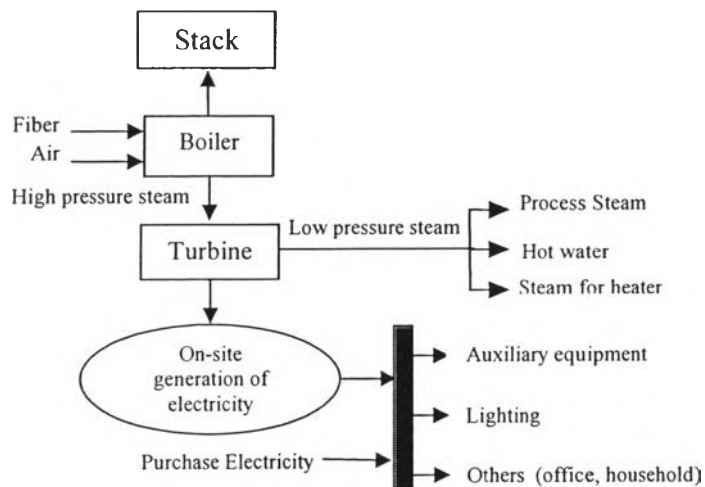 Stack
Fiber
Air
Boiler
High pressure steam
Turbine
Low pressure steam
Process Steam
Hot water
Steam for heater
On-site
generation of
electricity
Purchase Electricity
Auxiliary equipment
Lighting
Others (office, household)